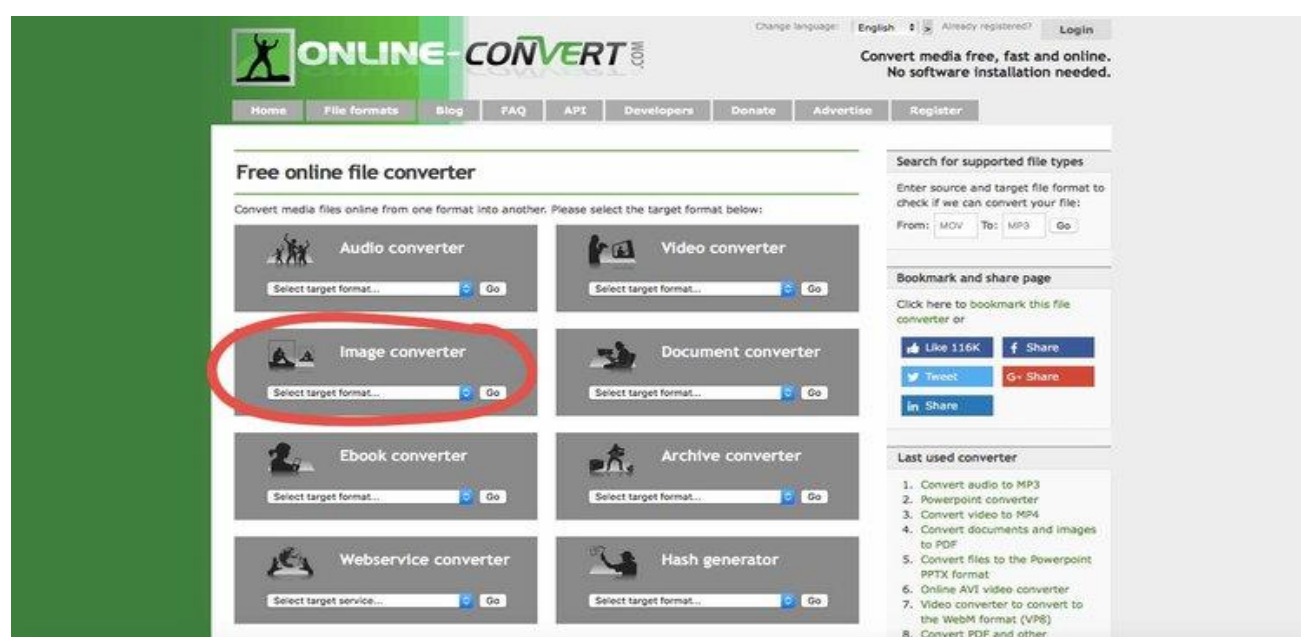 Change language: English > Already registered? Login
ONLINE-CONVERT.COM
Convert media free, fast and online.
No software installation needed.
Home File formats Blog FAQ API Developers Donate Advertise Register
Free online file converter
Convert media files online from one format into another. Please select the target format below:
Audio converter
Select target format... Go
Video converter
Select target format... Go
Image converter
Select target format... Go
Document converter
Select target format... Go
Ebook converter
Select target format... Go
Archive converter
Select target format... Go
Webservice converter
Select target service... Go
Hash generator
Select target format... Go
Search for supported file types
Enter source and target file format to
check if we can convert your file:
From: MOV To: MP3 Go
Bookmark and share page
Click here to bookmark this file
converter or
Like 116K f Share
Tweet G+ Share
in Share
Last used converter
1. Convert audio to MP3
2. Powerpoint converter
3. Convert video to MP4
4. Convert documents and images
to PDF
5. Convert files to the Powerpoint
PPTX format
6. Online AVI video converter
7. Video converter to convert to
the WebM format (VP8)
8. Convert PDF and other